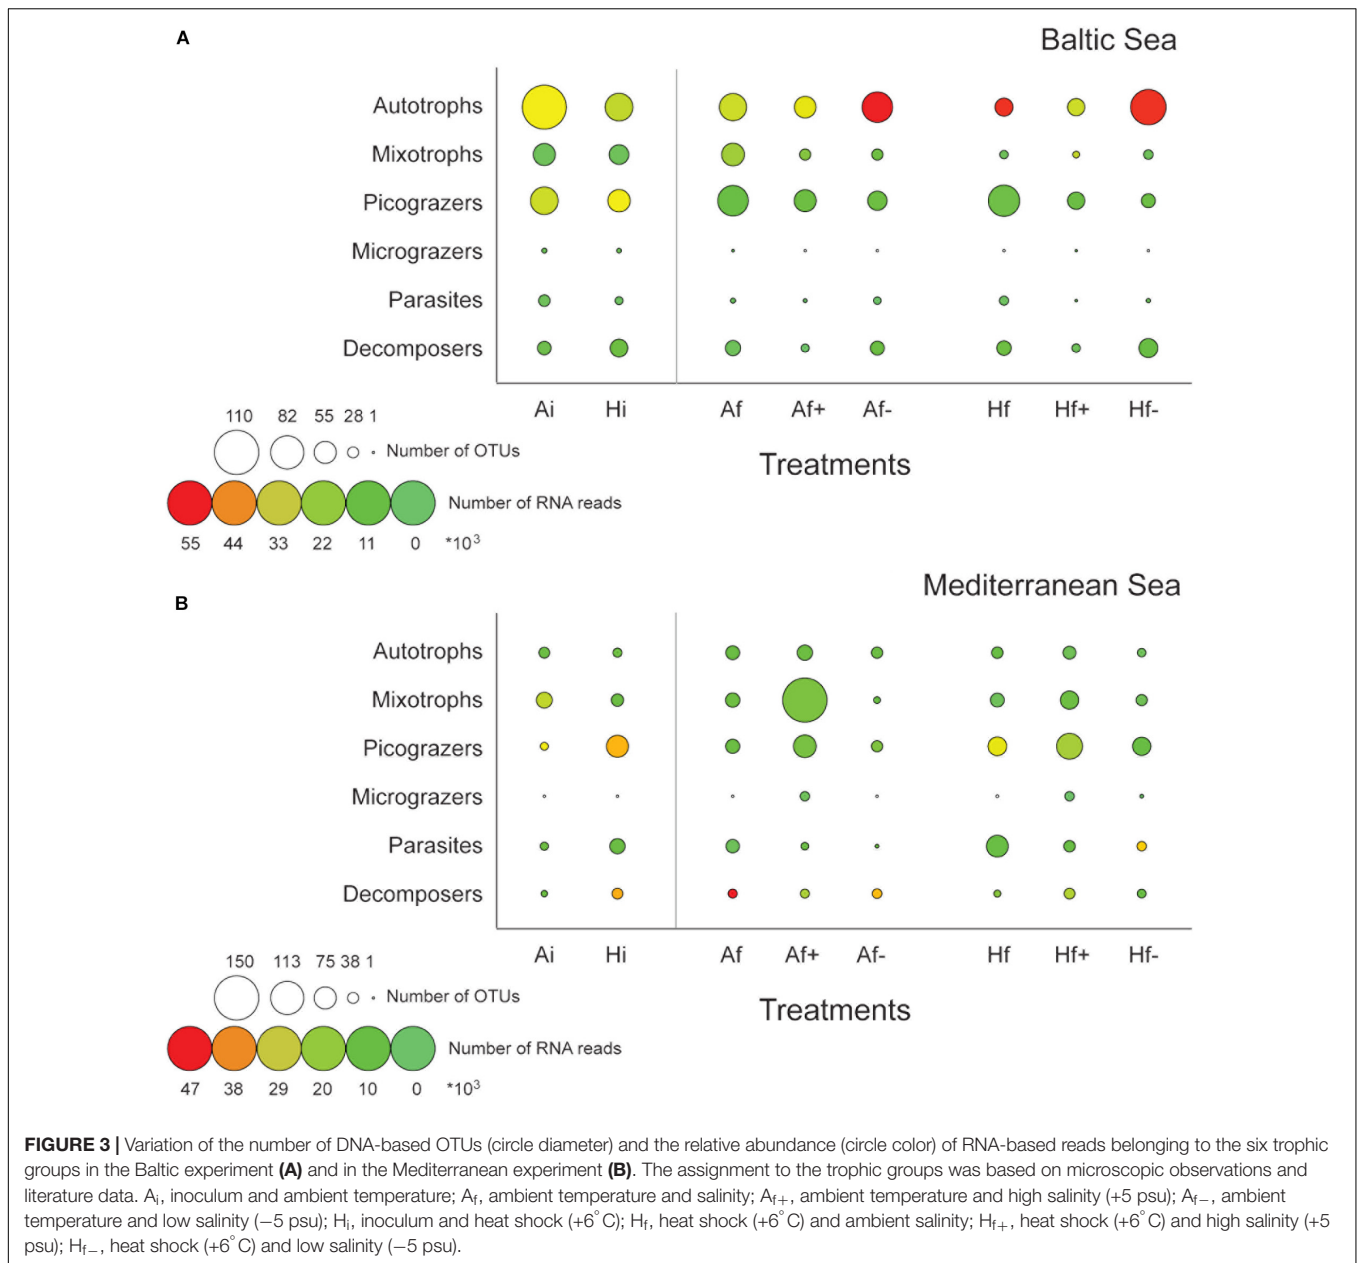 A
Baltic Sea
Autotrophs
Mixotrophs
Picograzers
Micrograzers
Parasites
Decomposers
Ai Hi Af Af+ Af- Hf Hf+ Hf-
110 82 55 28 1
Number of OTUs
Treatments
Number of RNA reads
55 44 33 22 11 0 *10³
Mediterranean Sea
B
Autotrophs
Mixotrophs
Picograzers
Micrograzers
Parasites
Decomposers
Ai Hi Af Af+ Af- Hf Hf+ Hf-
150 113 75 38 1
Number of OTUs
Treatments
Number of RNA reads
47 38 29 20 10 0 *10³
FIGURE 3 | Variation of the number of DNA-based OTUs (circle diameter) and the relative abundance (circle color) of RNA-based reads belonging to the six trophic
groups in the Baltic experiment (A) and in the Mediterranean experiment (B). The assignment to the trophic groups was based on microscopic observations and
literature data. Aᵢ, inoculum and ambient temperature; A_f, ambient temperature and salinity; A_f+, ambient temperature and high salinity (+5 psu); A_f−, ambient
temperature and low salinity (−5 psu); Hᵢ, inoculum and heat shock (+6°C); H_f, heat shock (+6°C) and ambient salinity; H_f+, heat shock (+6°C) and high salinity (+5
psu); H_f−, heat shock (+6°C) and low salinity (−5 psu).